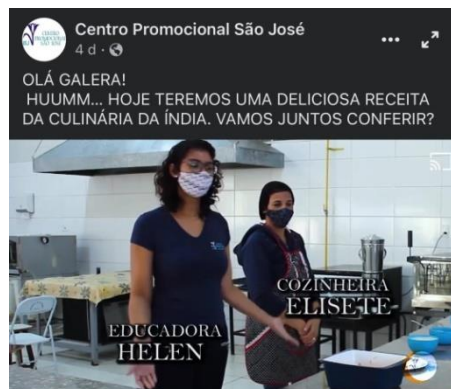 Centro Promocional São José
4 d
OLÁ GALERA!
HUUMM... HOJE TEREMOS UMA DELICIOSA RECEITA
DA CULINÁRIA DA ÍNDIA. VAMOS JUNTOS CONFERIR?
EDUCADORA
HELEN
COZINHEIRA
ELISETE